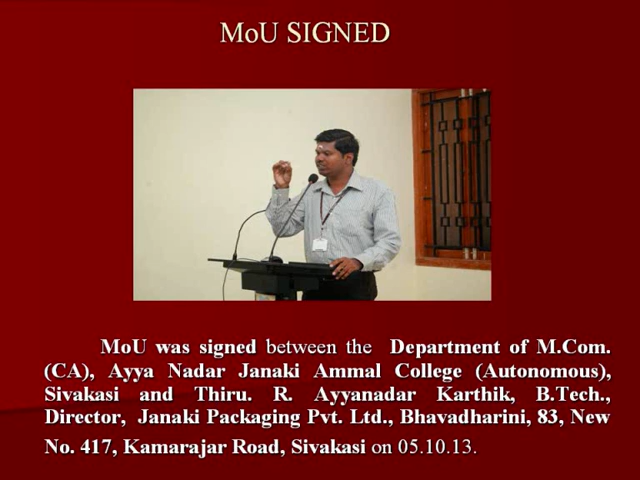 MoU SIGNED
MoU was signed between the Department of M.Com.
(CA), Ayya Nadar Janaki Ammal College (Autonomous),
Sivakasi and Thiru. R. Ayyanadar Karthik, B.Tech.,
Director, Janaki Packaging Pvt. Ltd., Bhavadharini, 83, New
No. 417, Kamarajar Road, Sivakasi on 05.10.13.